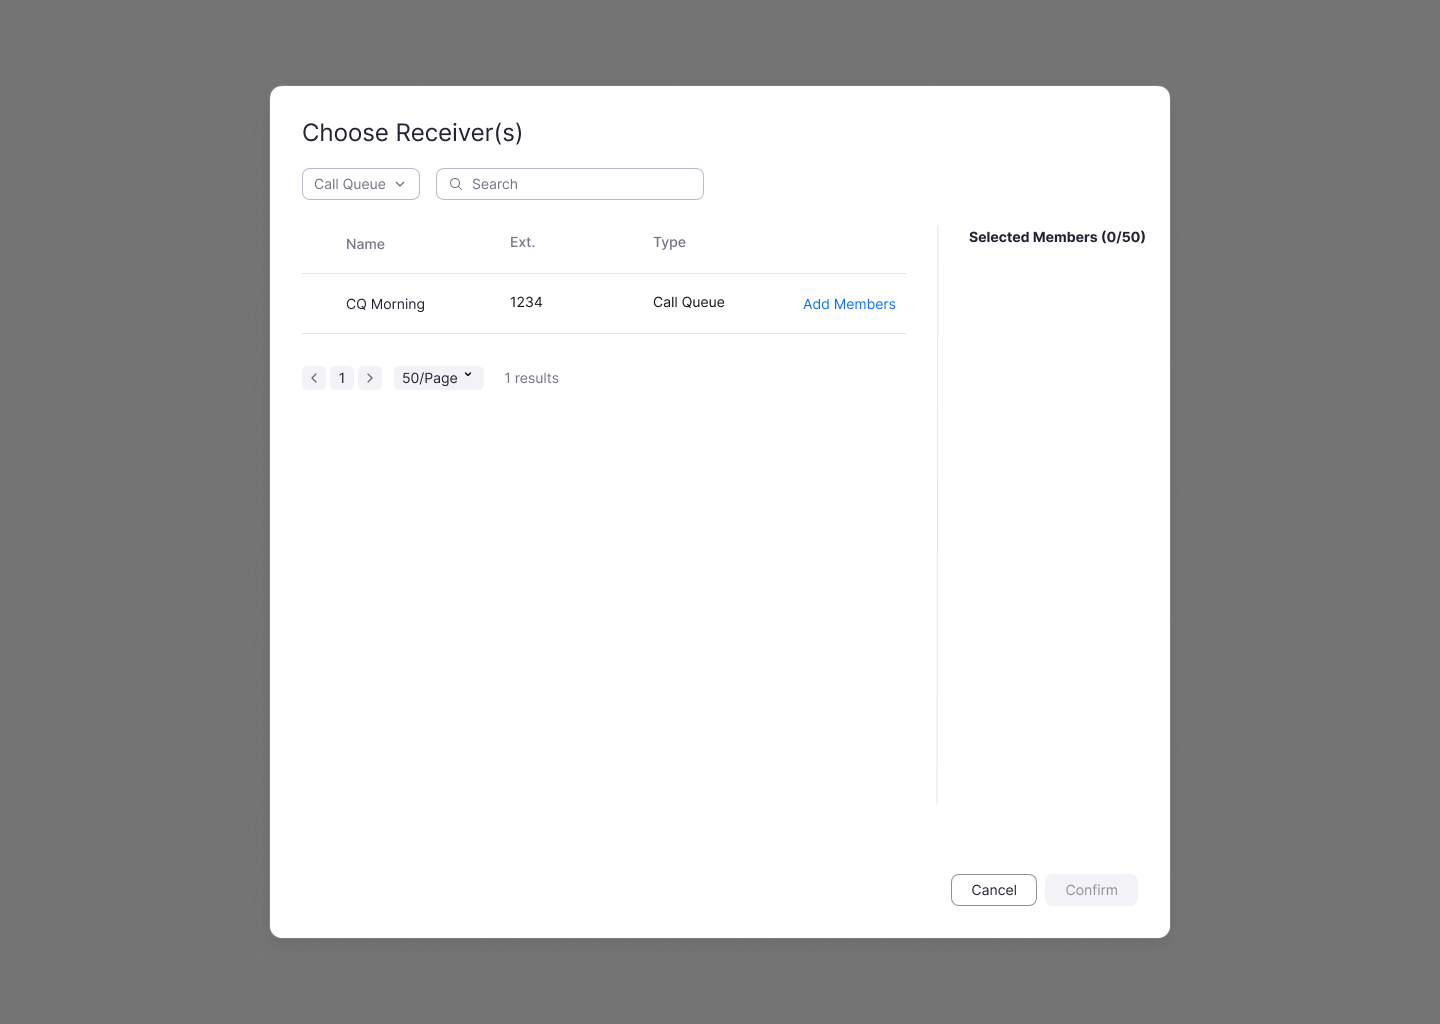 Choose Receiver(s)
Call Queue Search
Name Ext. Type
CQ Morning 1234 Call Queue Add Members
1 50/Page 1 results
Selected Members (0/50)
Cancel Confirm